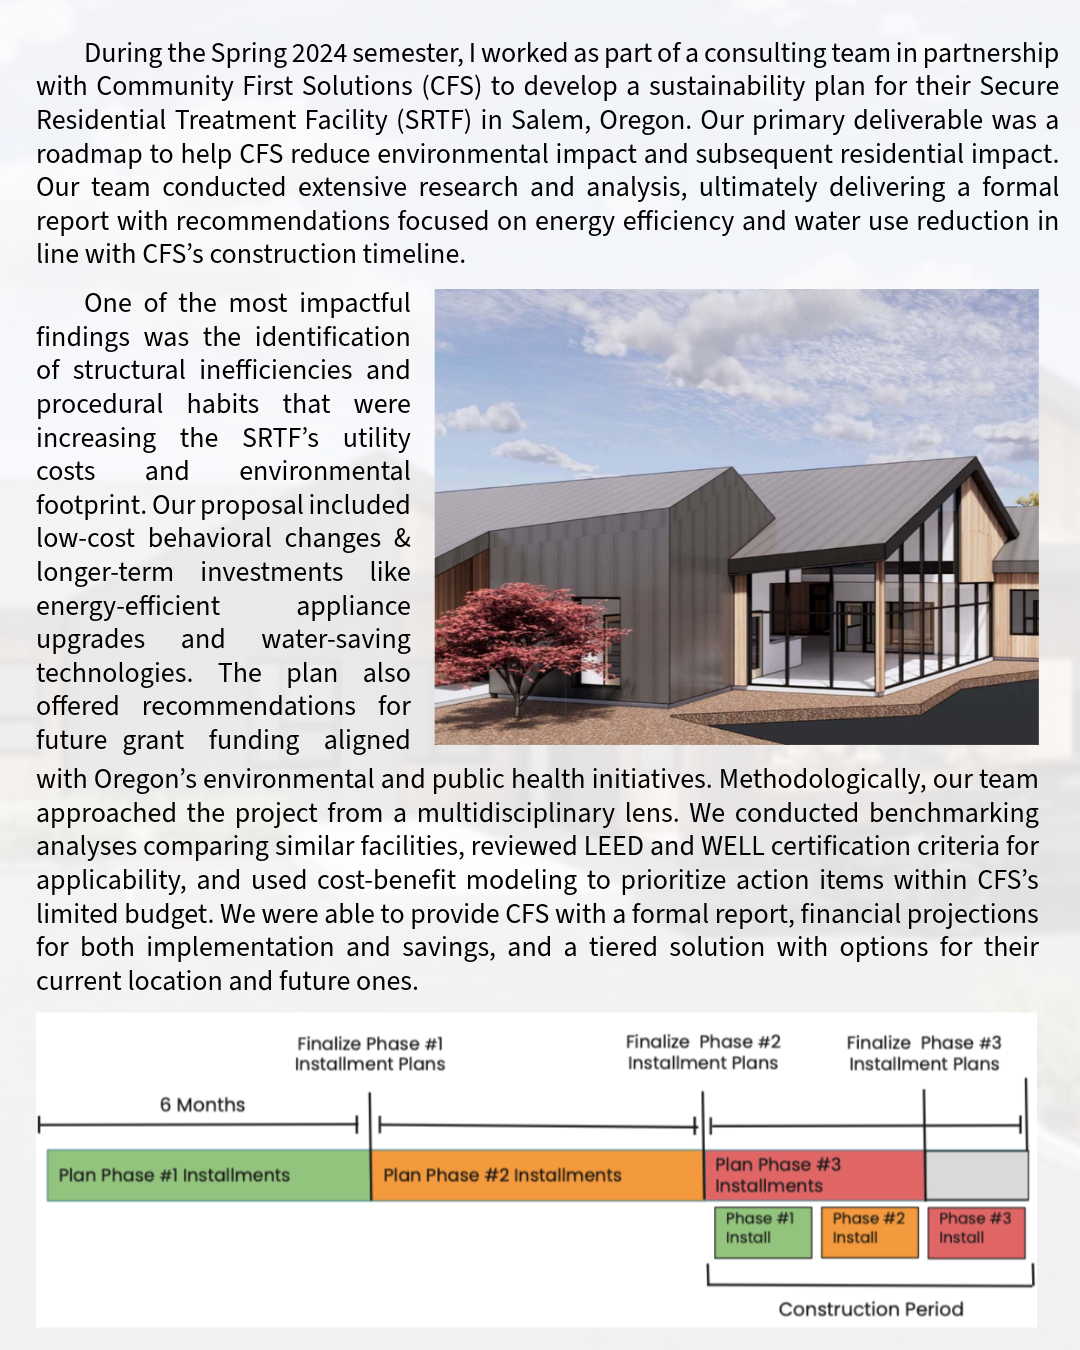 During the Spring 2024 semester, I worked as part of a consulting team in partnership
with Community First Solutions (CFS) to develop a sustainability plan for their Secure
Residential Treatment Facility (SRTF) in Salem, Oregon. Our primary deliverable was a
roadmap to help CFS reduce environmental impact and subsequent residential impact.
Our team conducted extensive research and analysis, ultimately delivering a formal
report with recommendations focused on energy efficiency and water use reduction in
line with CFS’s construction timeline.
One of the most impactful
findings was the identification
of structural inefficiencies and
procedural habits that were
increasing the SRTF’s utility
costs and environmental
footprint. Our proposal included
low-cost behavioral changes &
longer-term investments like
energy-efficient appliance
upgrades and water-saving
technologies. The plan also
offered recommendations for
future grant funding aligned
with Oregon’s environmental and public health initiatives. Methodologically, our team
approached the project from a multidisciplinary lens. We conducted benchmarking
analyses comparing similar facilities, reviewed LEED and WELL certification criteria for
applicability, and used cost-benefit modeling to prioritize action items within CFS’s
limited budget. We were able to provide CFS with a formal report, financial projections
for both implementation and savings, and a tiered solution with options for their
current location and future ones.
Finalize Phase #1
Installment Plans
Finalize Phase #2
Installment Plans
Finalize Phase #3
Installment Plans
6 Months
Plan Phase #1 Installments
Plan Phase #2 Installments
Plan Phase #3
Installments
Phase #1
Install
Phase #2
Install
Phase #3
Install
Construction Period